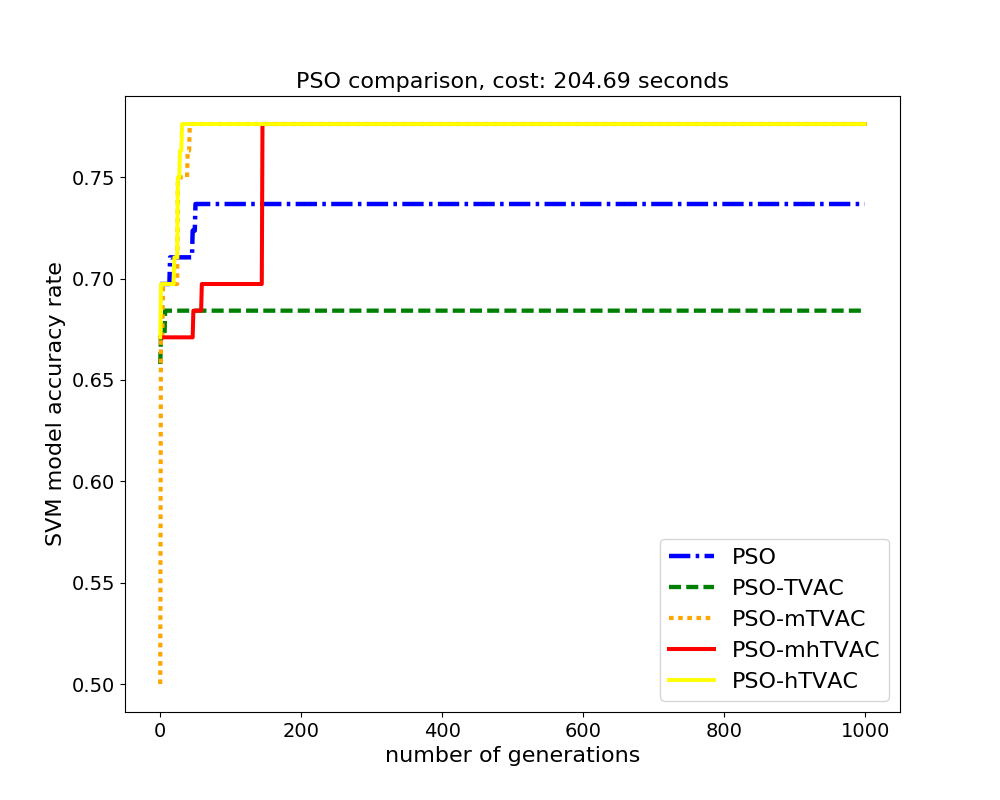 PSO comparison, cost: 204.69 seconds
SVM model accuracy rate
0.75
0.70
0.65
0.60
0.55
0.50
0
200
400
600
800
1000
number of generations
PSO
PSO-TVAC
PSO-mTVAC
PSO-mhTVAC
PSO-hTVAC